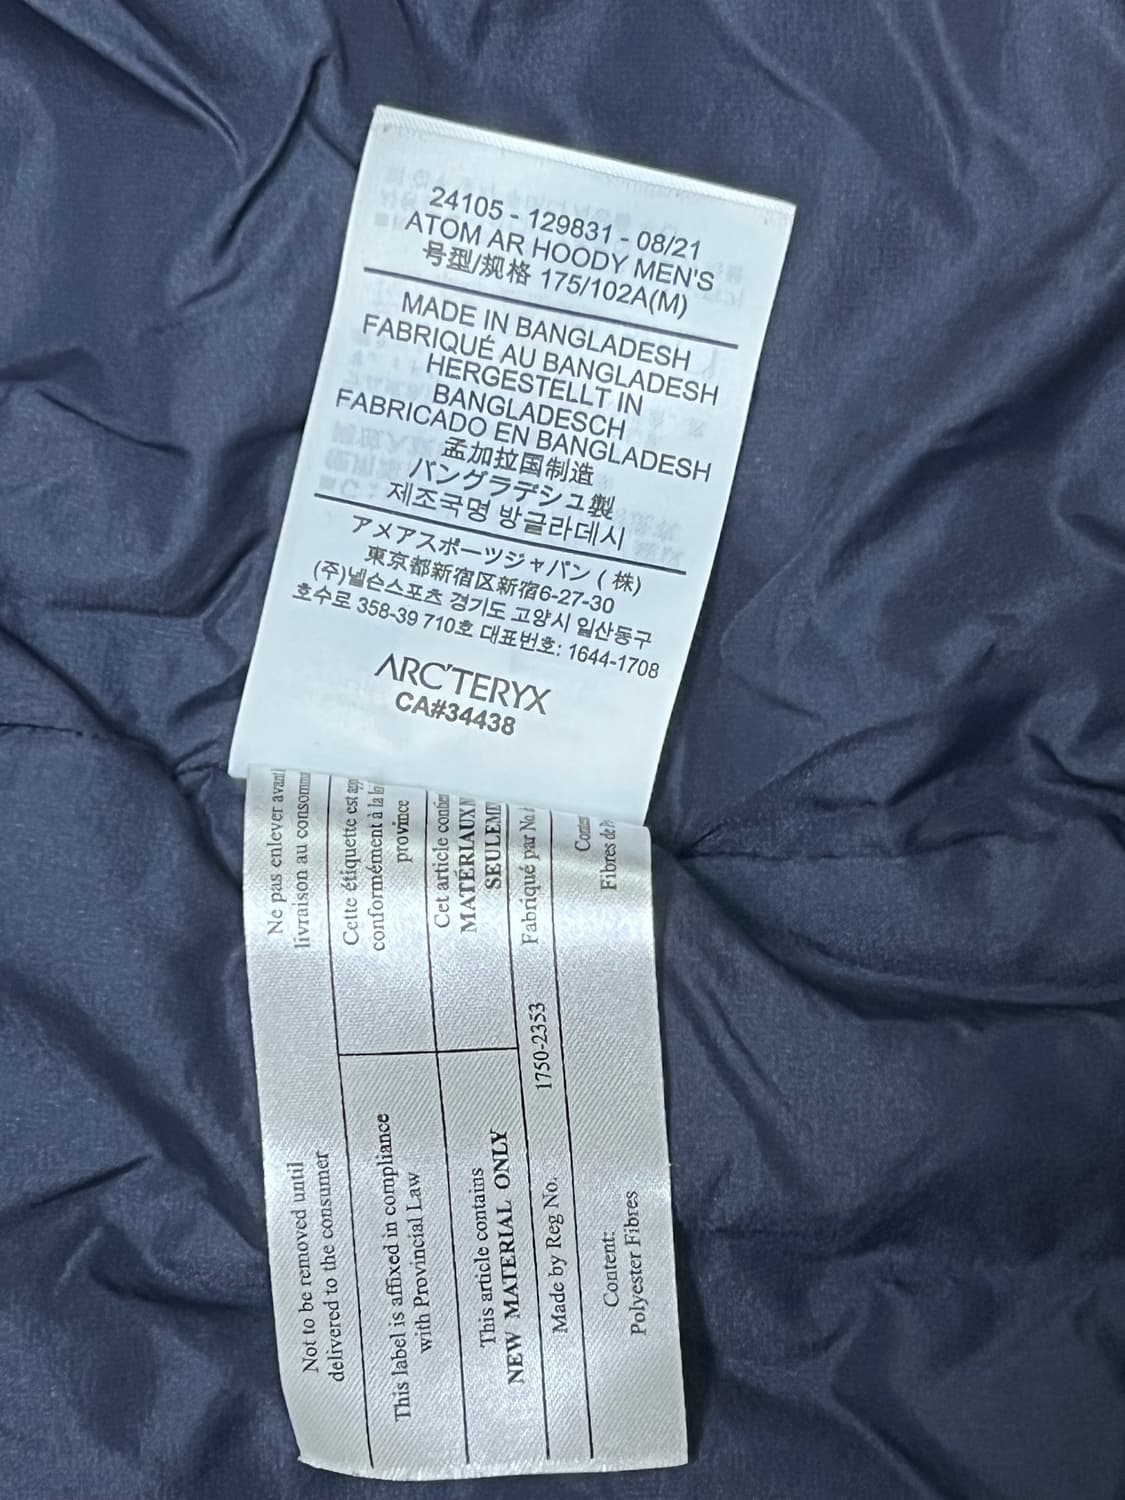 24105 - 129831 - 08/21
ATOM AR HOODY MEN'S
号型/规格 175/102A(M)
MADE IN BANGLADESH
FABRIQUÉ AU BANGLADESH
HERGESTELLT IN
BANGLADESCH
FABRICADO EN BANGLADESH
孟加拉国制造
バングラデシュ製
제조국명 방글라데시
アメアスポーツジャパン ( 株)
東京都新宿区新宿6-27-30
(주)넬슨스포츠 경기도 고양시 일산동구
호수로 358-39 710호 대표번호: 1644-1708
ARC'TERYX
CA#34438
Not to be removed until
delivered to the consumer
Ne pas enlever avant
livraison au
This label is affixed in compliance
with Provincial Law
Cette étiquette est
conformément à la
province
This article contains
NEW MATERIAL ONLY
Cet article
MATÉRIAUX
Made by Reg No. 1750-2353
Fabriqué par No.
Content:
Polyester Fibres
Fibres de